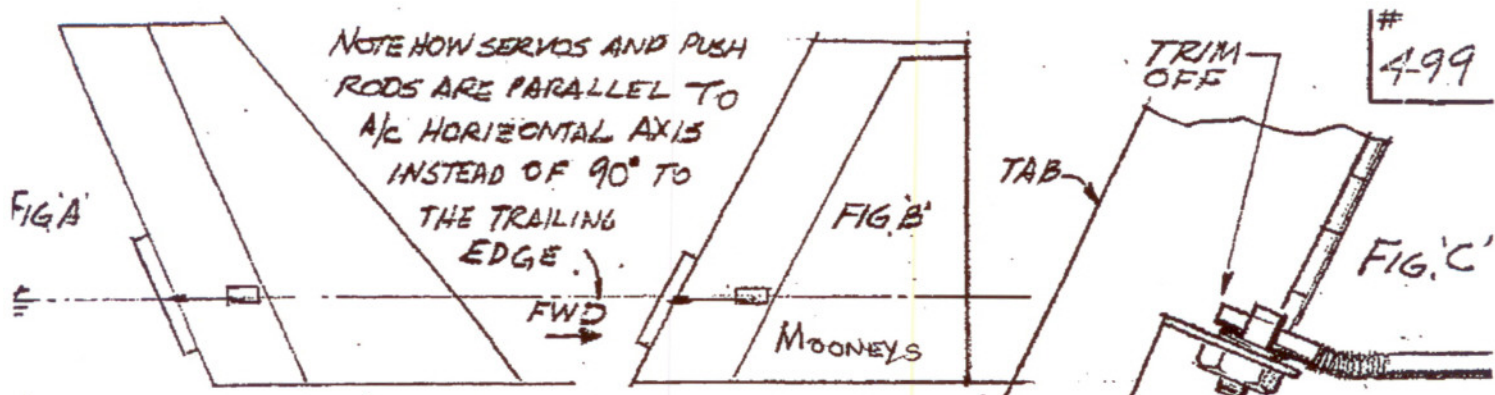 NOTE HOW SERVOS AND PUSH
RODS ARE PARALLEL TO
A/C HORIZONTAL AXIS
INSTEAD OF 90° TO
THE TRAILING
EDGE.
FIG.'A'
FWD
FIG.'B'
MOONEYS
TAB
TRIM
OFF
#
4-99
FIG.'C'